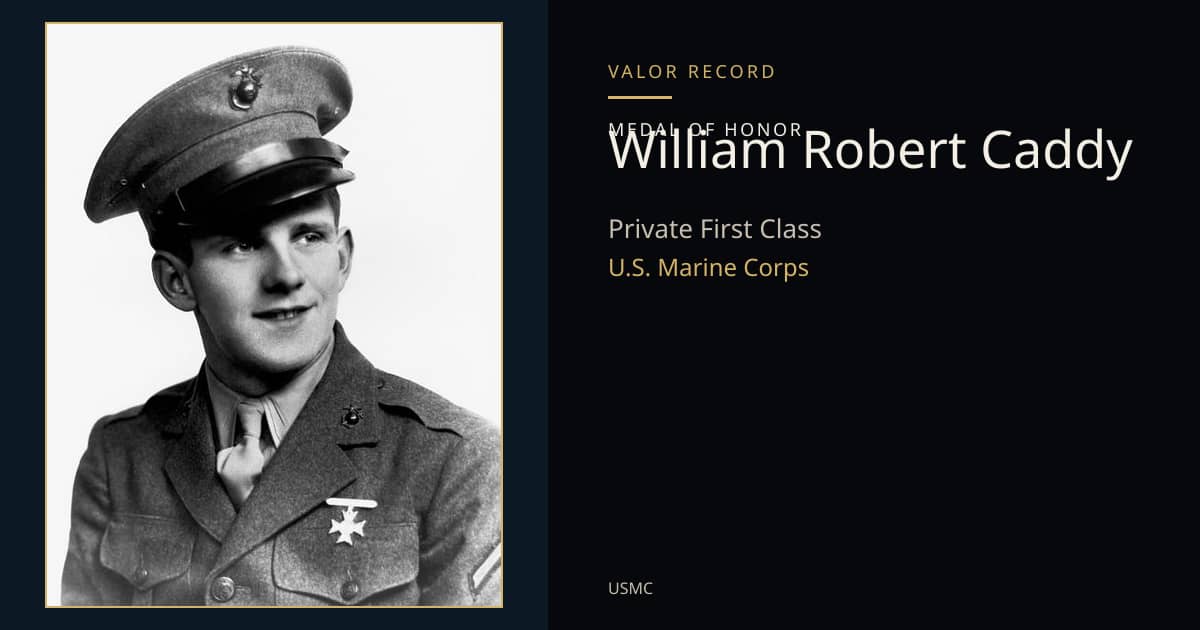 VALOR RECORD
MEDAL OF HONOR
William Robert Caddy
Private First Class
U.S. Marine Corps
USMC